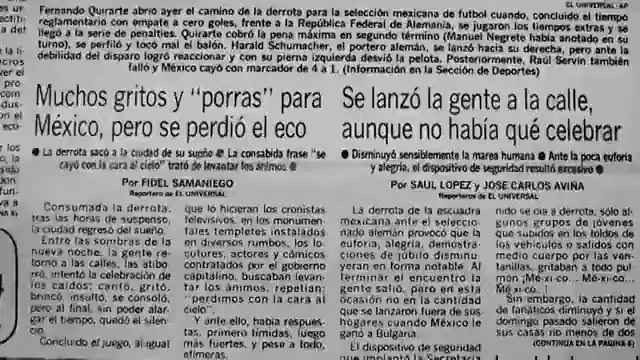 EL UNIVERSAL-AP
Fernando Quirarte abrió ayer el camino de la derrota para la selección mexicana de futbol cuando, concluido el tiempo
reglamentario con empate a cero goles, frente a la República Federal de Alemania, se jugaron los tiempos extras y se
llegó a la serie de penalties. Quirarte cobró la pena máxima en segundo término (Manuel Negrete había anotado en su
turno), se perfiló y tocó mal el balón. Harald Schumacher, el portero alemán, se lanzó hacia su derecha, pero ante la
debilidad del disparo logró reaccionar y con su pierna izquierda desvió la pelota. Posteriormente, Raúl Servín también
falló y México cayó con marcador de 4 a 1. (Información en la Sección de Deportes)
Muchos gritos y "porras" para
México, pero se perdió el eco
● La derrota sacó a la ciudad de su sueño ● La consabida frase "se
cayó con la cara al cielo" trató de levantar los ánimos. ●
Por FIDEL SAMANIEGO
Reportero de EL UNIVERSAL
Consumada la derrota,
tras las horas de suspenso,
la ciudad regresó del sueño.
Entre las sombras de la
nueva noche, la gente re-
tornó a las calles, las atibo-
rró, intentó la celebración de
los caídos; cantó, gritó,
brincó, insultó, se consoló,
pero al final, sin poder alar-
gar el tiempo, quedó el silen-
cio.
Concluido el juego, al igual
que lo hicieran los cronistas
televisivos, en los monumen-
tales templetes instalados
en diversos rumbos, los lo-
cutores, actores y cómicos
contratados por el gobierno
capitalino, buscaban levan-
tar los ánimos, repetían:
"perdimos con la cara al
cielo".
Y ante ello, había respues-
tas, primero tímidas, luego
más fuertes, y pese a todo,
efímeras.
Se lanzó la gente a la calle,
aunque no había qué celebrar
● Disminuyó sensiblemente la marea humana ● Ante la poca euforia
y alegría, el dispositivo de seguridad resultó excesivo ●
Por SAUL LOPEZ y JOSE CARLOS AVIÑA
Reporteros de EL UNIVERSAL
La derrota de la escuadra
mexicana ante el seleccio-
nado alemán provocó que la
euforia, alegría, demostra-
ciones de júbilo disminu-
yeran en forma notable. Al
terminar el encuentro la
gente salió, pero en esta
ocasión no en la cantidad
que se lanzaron fuera de sus
hogares cuando México le
ganó a Bulgaria.
El dispositivo de seguridad
que implantó la Secretaría
nido se oía a derrota, sólo al-
gunos grupos de jóvenes
que subidos en los toldos de
los vehículos o salidos con
medio cuerpo por las ven-
tanillas, gritaban a todo pul-
món ¡Mé-xi-co... Mé-xi-co...
Mé-xi-co...!
Sin embargo, la cantidad
de fanáticos disminuyó y si el
domingo pasado salieron de
sus casas no menos de dos
(CONTINUA EN LA PAGINA 6)